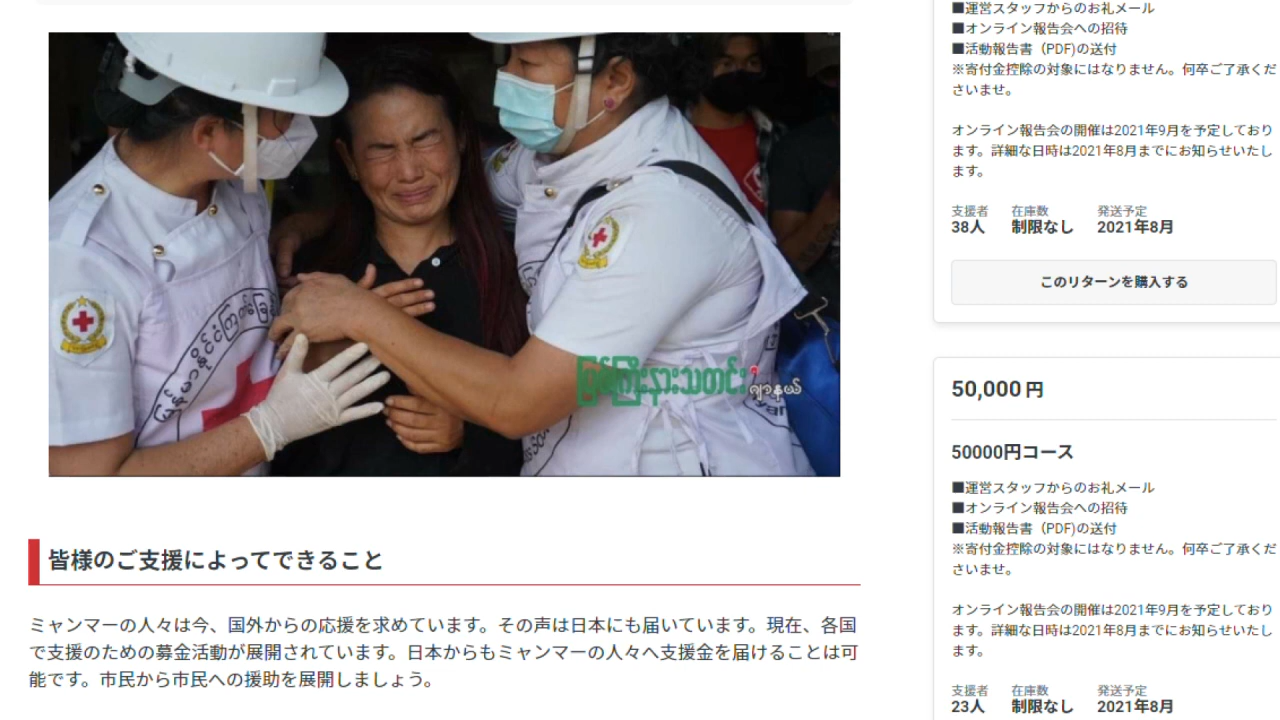 မြစ်ကြီးနားသတင်းဂျာနယ်
皆様のご支援によってできること
ミャンマーの人々は今、国外からの応援を求めています。その声は日本にも届いています。現在、各国
で支援のための募金活動が展開されています。日本からもミャンマーの人々へ支援金を届けることは可
能です。市民から市民への援助を展開しましょう。
■運営スタッフからのお礼メール
■オンライン報告会への招待
■活動報告書（PDF)の送付
※寄付金控除の対象にはなりません。何卒ご了承くだ
さいませ。
オンライン報告会の開催は2021年9月を予定しており
ます。詳細な日時は2021年8月までにお知らせいたし
ます。
支援者 在庫数 発送予定
38人 制限なし 2021年8月
このリターンを購入する
50,000 円
50000円コース
■運営スタッフからのお礼メール
■オンライン報告会への招待
■活動報告書（PDF)の送付
※寄付金控除の対象にはなりません。何卒ご了承くだ
さいませ。
オンライン報告会の開催は2021年9月を予定しており
ます。詳細な日時は2021年8月までにお知らせいたし
ます。
支援者 在庫数 発送予定
23人 制限なし 2021年8月